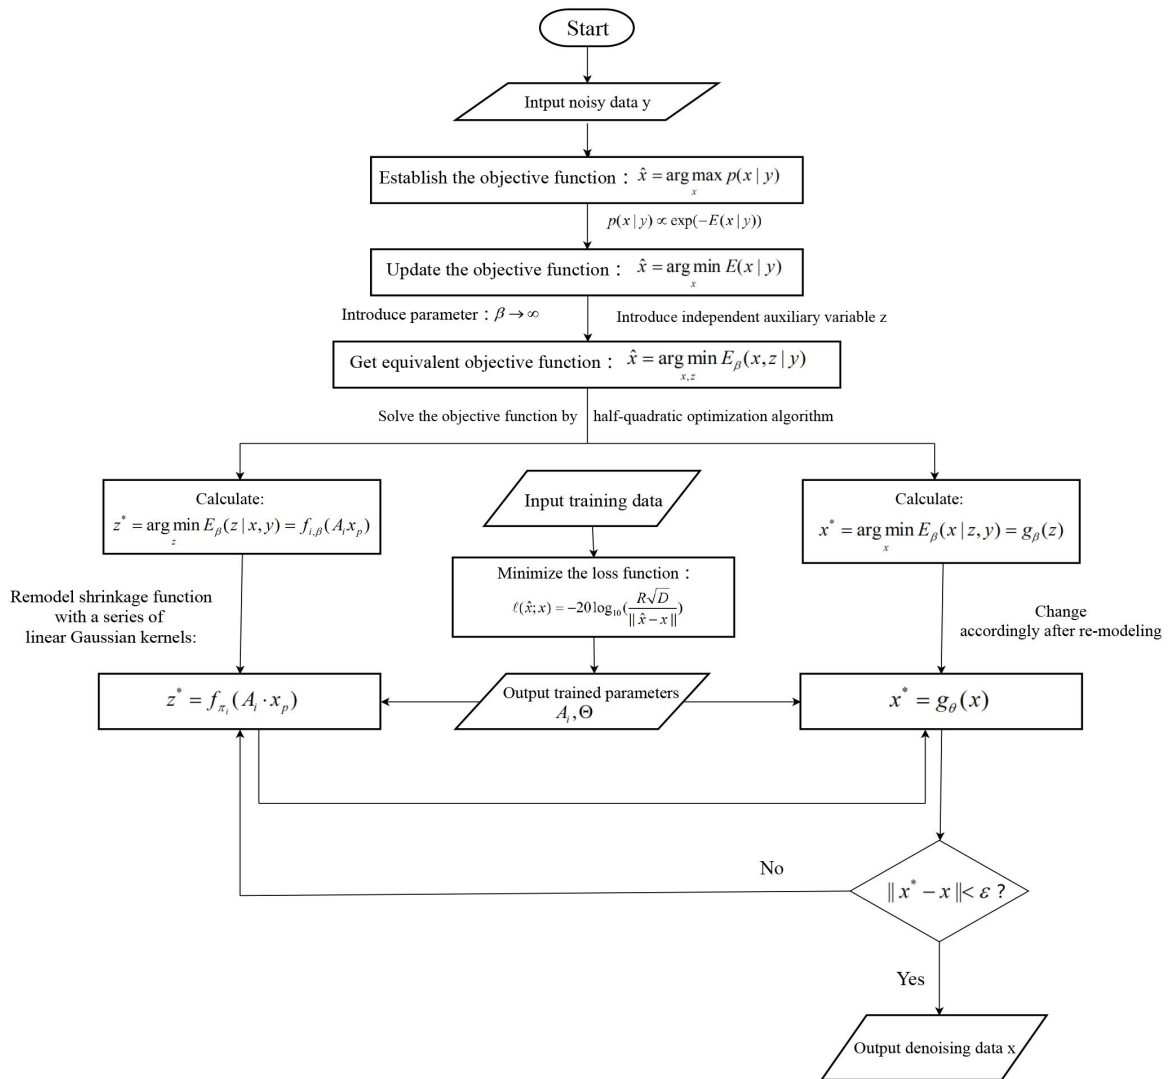 Start
Intput noisy data y
Establish the objective function : x̂ = arg max p(x | y)
x
p(x | y) ∝ exp(−E(x | y))
Update the objective function : x̂ = arg min E(x | y)
x
Introduce parameter : β → ∞
Introduce independent auxiliary variable z
Get equivalent objective function : x̂ = arg min E_β(x, z | y)
x,z
Solve the objective function by half-quadratic optimization algorithm
Calculate:
z* = arg min E_β(z | x, y) = f_{i,β}(A_i x_p)
z
Input training data
Calculate:
x* = arg min E_β(x | z, y) = g_β(z)
x
Remodel shrinkage function
with a series of
linear Gaussian kernels:
Minimize the loss function :
ℓ(x̂; x) = −20 log₁₀(R√D / ‖ x̂ − x ‖)
Change
accordingly after re-modeling
z* = f_{π_i}(A_i · x_p)
Output trained parameters
A_i, Θ
x* = g_θ(x)
No
‖ x* − x ‖< ε ?
Yes
Output denoising data x